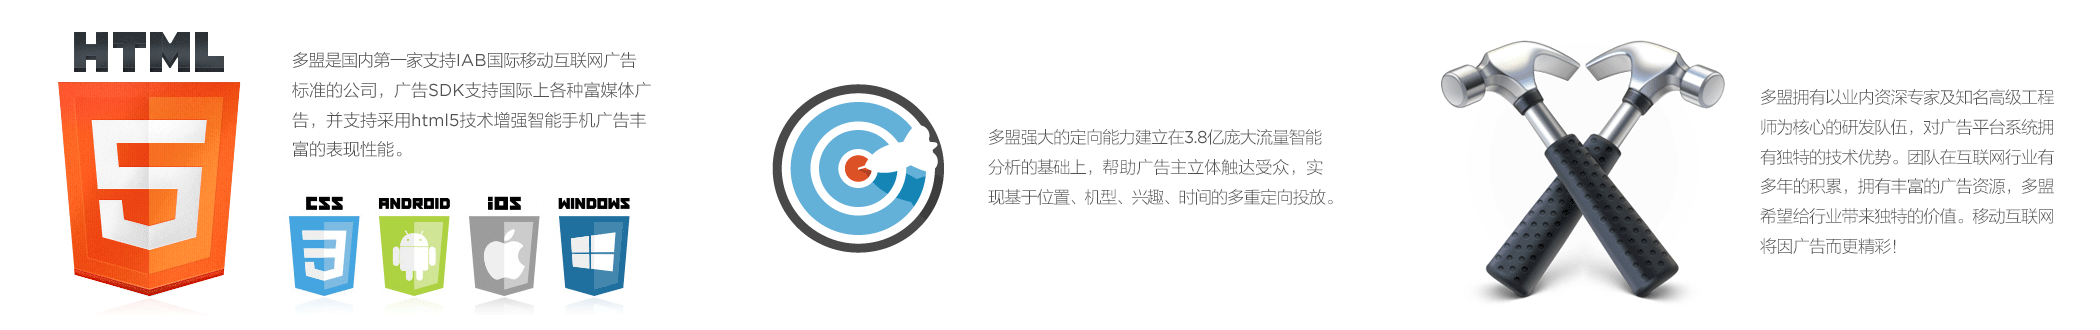 HTML
5
多盟是国内第一家支持IAB国际移动互联网广告
标准的公司，广告SDK支持国际上各种富媒体广
告，并支持采用html5技术增强智能手机广告丰
富的表现性能。
CSS ANDROID iOS WINDOWS
3
多盟强大的定向能力建立在3.8亿庞大流量智能
分析的基础上，帮助广告主立体触达受众，实
现基于位置、机型、兴趣、时间的多重定向投放。
多盟拥有以业内资深专家及知名高级工程
师为核心的研发队伍，对广告平台系统拥
有独特的技术优势。团队在互联网行业有
多年的积累，拥有丰富的广告资源，多盟
希望给行业带来独特的价值。移动互联网
将因广告而更精彩！